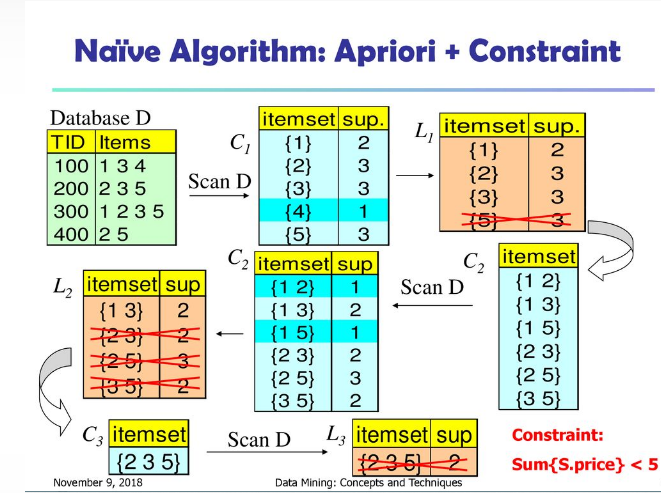 Naïve Algorithm: Apriori + Constraint
Database D
TID Items
100 1 3 4
200 2 3 5
300 1 2 3 5
400 2 5
Scan D
C1
itemset sup.
{1} 2
{2} 3
{3} 3
{4} 1
{5} 3
L1
itemset sup.
{1} 2
{2} 3
{3} 3
{5} 3
C2
itemset
{1 2}
{1 3}
{1 5}
{2 3}
{2 5}
{3 5}
Scan D
C2
itemset sup
{1 2} 1
{1 3} 2
{1 5} 1
{2 3} 2
{2 5} 3
{3 5} 2
L2
itemset sup
{1 3} 2
{2 3} 2
{2 5} 3
{3 5} 2
C3
itemset
{2 3 5}
Scan D
L3
itemset sup
{2 3 5} 2
Constraint:
Sum{S.price} < 5
November 9, 2018
Data Mining: Concepts and Techniques